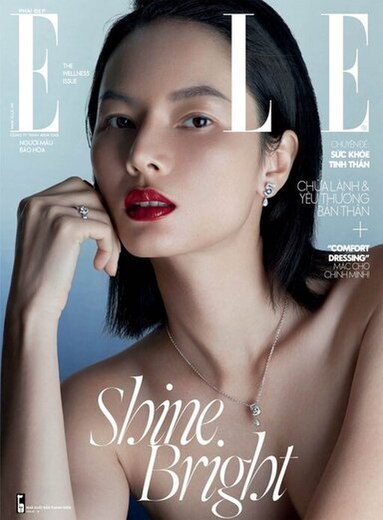 PHÁI ĐẸP
ELLE
THE
WELLNESS
ISSUE
NGƯỜI MẪU
BẢO HÒA
CHUYÊN ĐỀ:
SỨC KHỎE
TINH THẦN
CHỮA LÀNH &
YÊU THƯƠNG
BẢN THÂN
+
“COMFORT
DRESSING”
MẶC CHO
CHÍNH MÌNH!
Shine
Bright